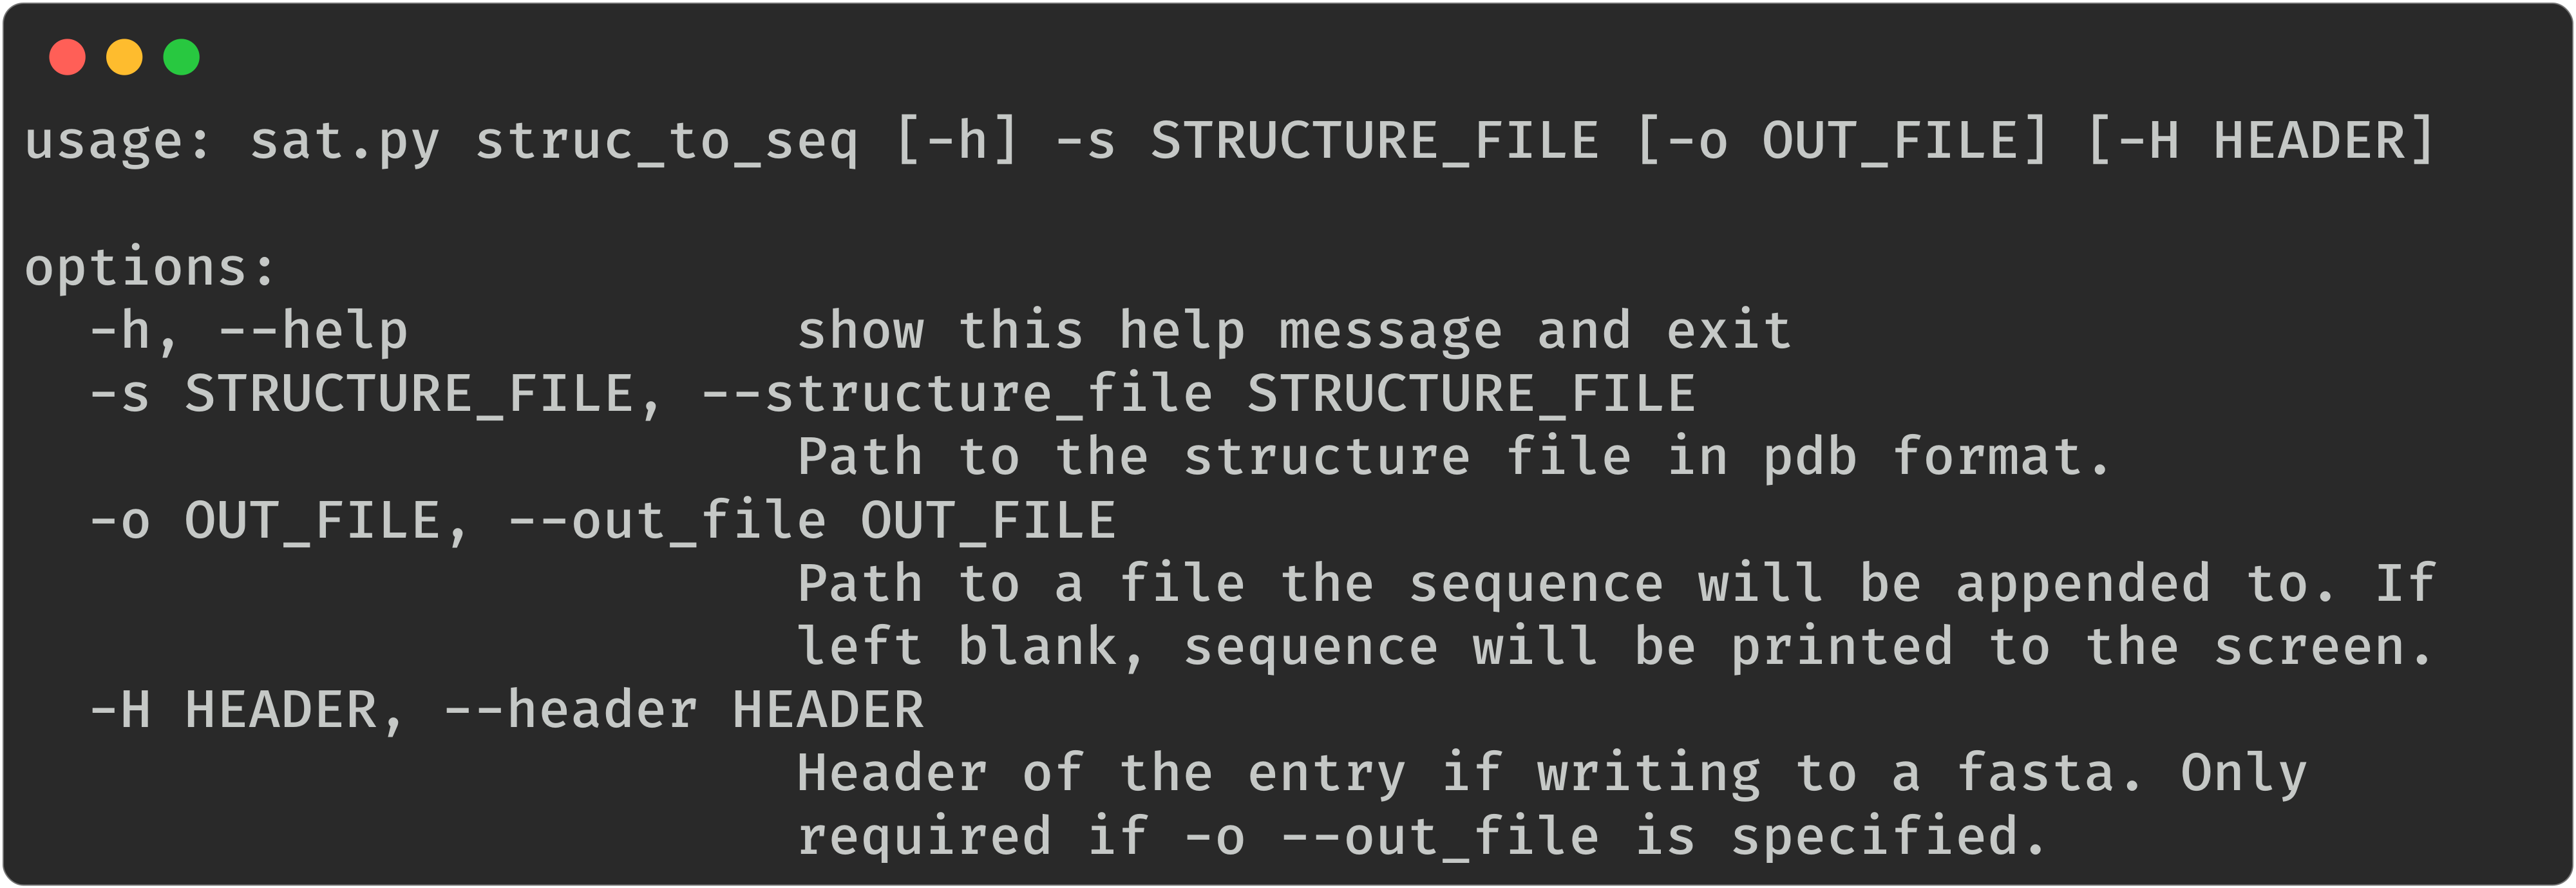 usage: sat.py struc_to_seq [-h] -s STRUCTURE_FILE [-o OUT_FILE] [-H HEADER]

options:
  -h, --help            show this help message and exit
  -s STRUCTURE_FILE, --structure_file STRUCTURE_FILE
                        Path to the structure file in pdb format.
  -o OUT_FILE, --out_file OUT_FILE
                        Path to a file the sequence will be appended to. If
                        left blank, sequence will be printed to the screen.
  -H HEADER, --header HEADER
                        Header of the entry if writing to a fasta. Only
                        required if -o --out_file is specified.